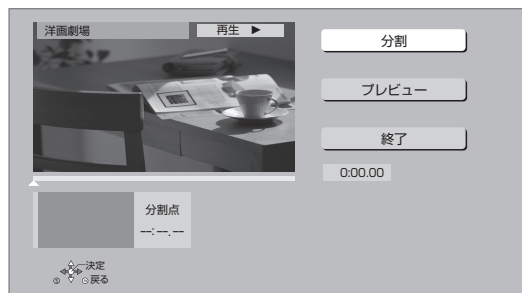 洋画劇場
再生 ▶
分割
プレビュー
終了
0:00.00
分割点
--:--.--
決定
戻る